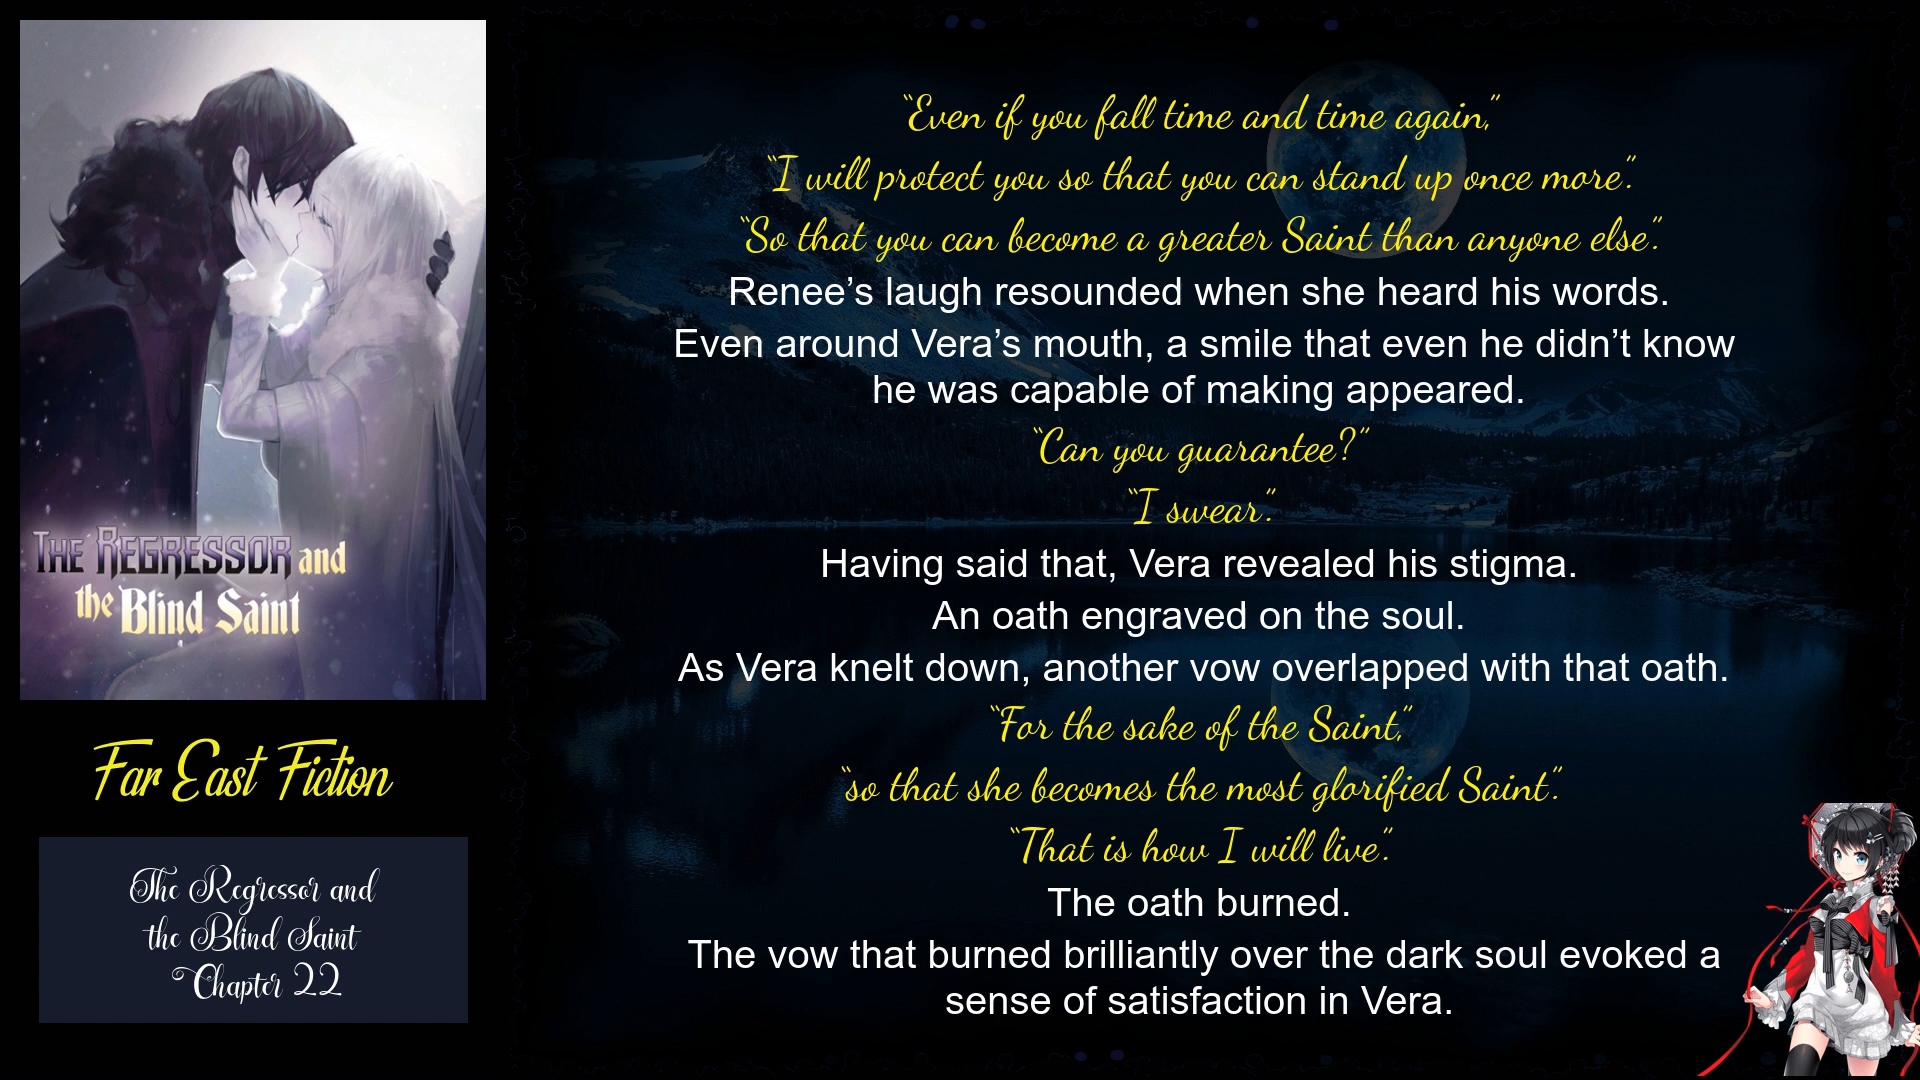 THE REGRESSOR and
the Blind Saint
Far East Fiction
The Regressor and
the Blind Saint
Chapter 22
“Even if you fall time and time again,”
“I will protect you so that you can stand up once more”.
“So that you can become a greater Saint than anyone else”.
Renee’s laugh resounded when she heard his words.
Even around Vera’s mouth, a smile that even he didn’t know
he was capable of making appeared.
“Can you guarantee?”
“I swear”.
Having said that, Vera revealed his stigma.
An oath engraved on the soul.
As Vera knelt down, another vow overlapped with that oath.
“For the sake of the Saint,”
“so that she becomes the most glorified Saint”.
“That is how I will live”.
The oath burned.
The vow that burned brilliantly over the dark soul evoked a
sense of satisfaction in Vera.